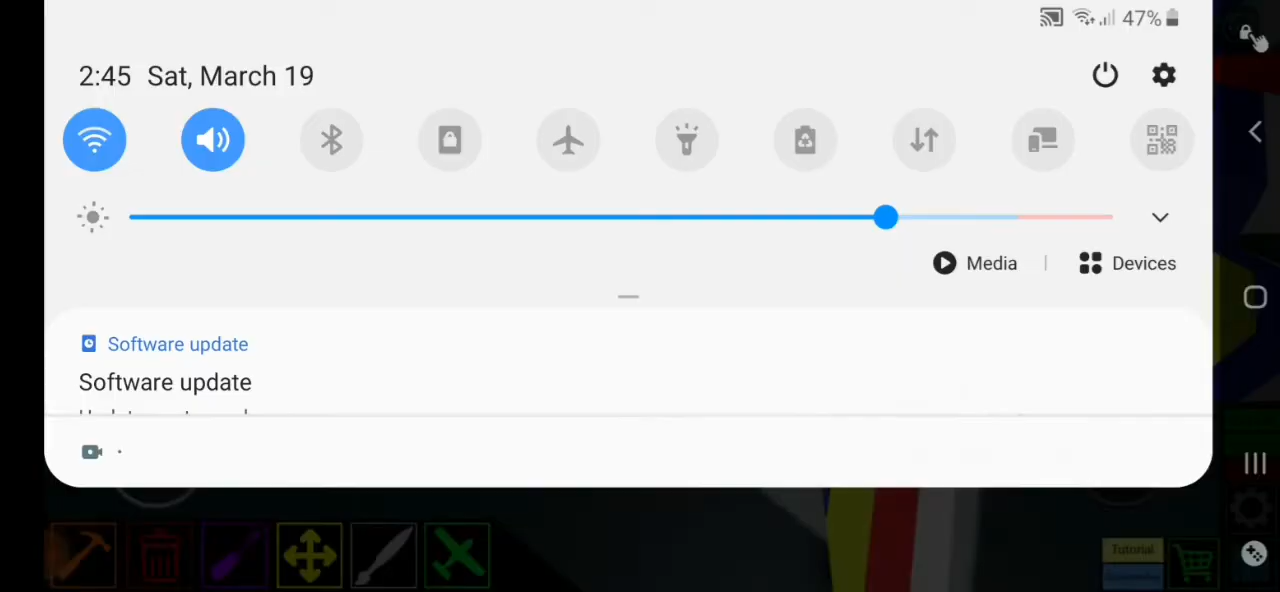 47%
2:45 Sat, March 19
Media | Devices
Software update
Software update
Tutorial